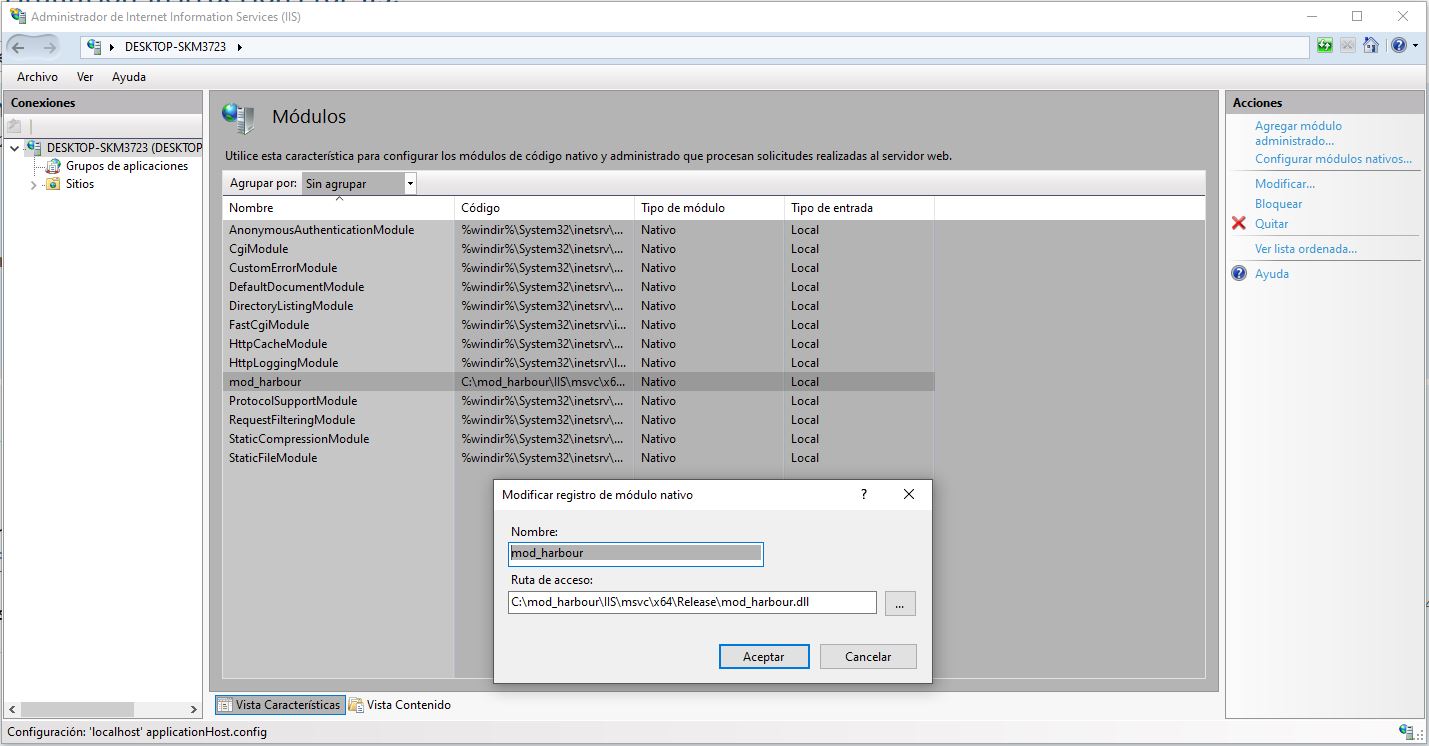 Administrador de Internet Information Services (IIS)
DESKTOP-SKM3723
Archivo Ver Ayuda
Conexiones
DESKTOP-SKM3723 (DESKTOP
Grupos de aplicaciones
Sitios
Módulos
Utilice esta característica para configurar los módulos de código nativo y administrado que procesan solicitudes realizadas al servidor web.
Agrupar por: Sin agrupar
Nombre Código Tipo de módulo Tipo de entrada
AnonymousAuthenticationModule %windir%\System32\inetsrv\... Nativo Local
CgiModule %windir%\System32\inetsrv\... Nativo Local
CustomErrorModule %windir%\System32\inetsrv\... Nativo Local
DefaultDocumentModule %windir%\System32\inetsrv\... Nativo Local
DirectoryListingModule %windir%\System32\inetsrv\... Nativo Local
FastCgiModule %windir%\System32\inetsrv\i... Nativo Local
HttpCacheModule %windir%\System32\inetsrv\... Nativo Local
HttpLoggingModule %windir%\System32\inetsrv\l... Nativo Local
mod_harbour C:\mod_harbour\IIS\msvc\x6... Nativo Local
ProtocolSupportModule %windir%\System32\inetsrv\... Nativo Local
RequestFilteringModule %windir%\System32\inetsrv\... Nativo Local
StaticCompressionModule %windir%\System32\inetsrv\... Nativo Local
StaticFileModule %windir%\System32\inetsrv\... Nativo Local
Modificar registro de módulo nativo ?
Nombre:
mod_harbour
Ruta de acceso:
C:\mod_harbour\IIS\msvc\x64\Release\mod_harbour.dll
...
Aceptar Cancelar
Vista Características Vista Contenido
Acciones
Agregar módulo
administrado...
Configurar módulos nativos...
Modificar...
Bloquear
Quitar
Ver lista ordenada...
Ayuda
Configuración: 'localhost' applicationHost.config